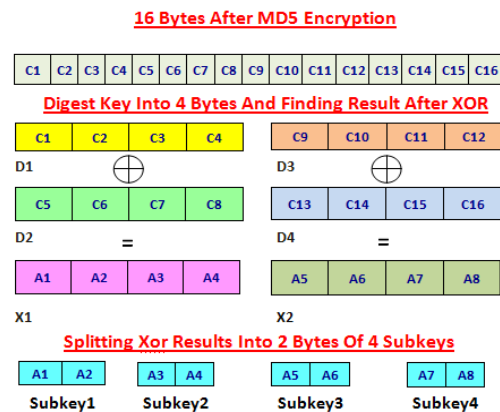 16 Bytes After MD5 Encryption
C1 C2 C3 C4 C5 C6 C7 C8 C9 C10 C11 C12 C13 C14 C15 C16
Digest Key Into 4 Bytes And Finding Result After XOR
C1 C2 C3 C4 C9 C10 C11 C12
D1 D3
C5 C6 C7 C8 C13 C14 C15 C16
D2 = D4 =
A1 A2 A3 A4 A5 A6 A7 A8
X1 X2
Splitting Xor Results Into 2 Bytes Of 4 Subkeys
A1 A2 A3 A4 A5 A6 A7 A8
Subkey1 Subkey2 Subkey3 Subkey4